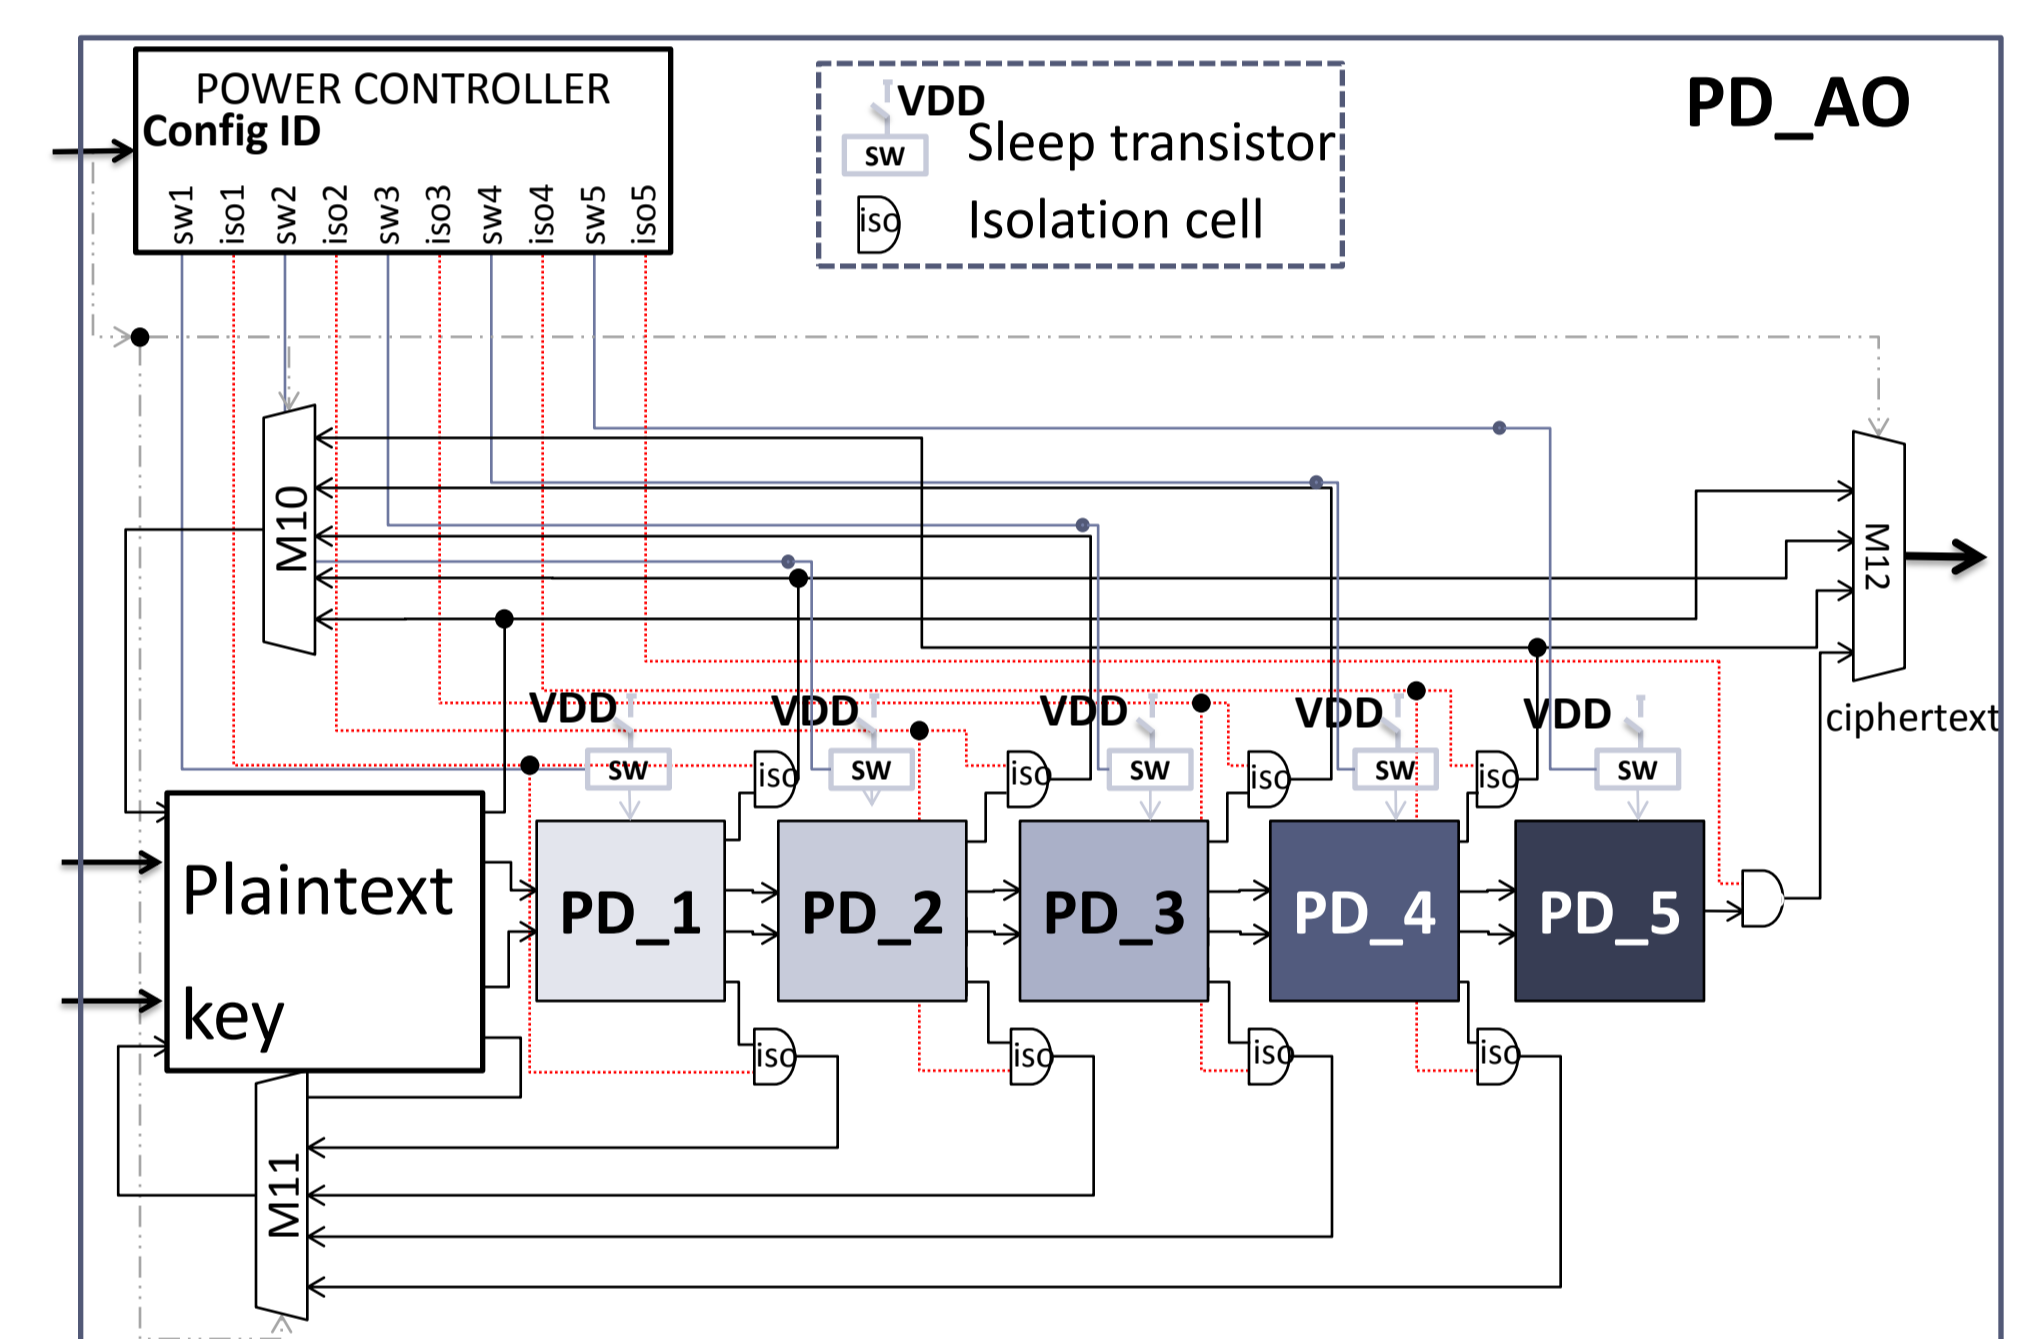 POWER CONTROLLER
Config ID
sw1
iso1
sw2
iso2
sw3
iso3
sw4
iso4
sw5
iso5
VDD
SW
Sleep transistor
iso
Isolation cell
PD_AO
M10
M12
ciphertext
VDD
VDD
VDD
VDD
VDD
SW
iso
SW
iso
SW
iso
SW
iso
SW
Plaintext
key
PD_1
PD_2
PD_3
PD_4
PD_5
iso
iso
iso
iso
M11